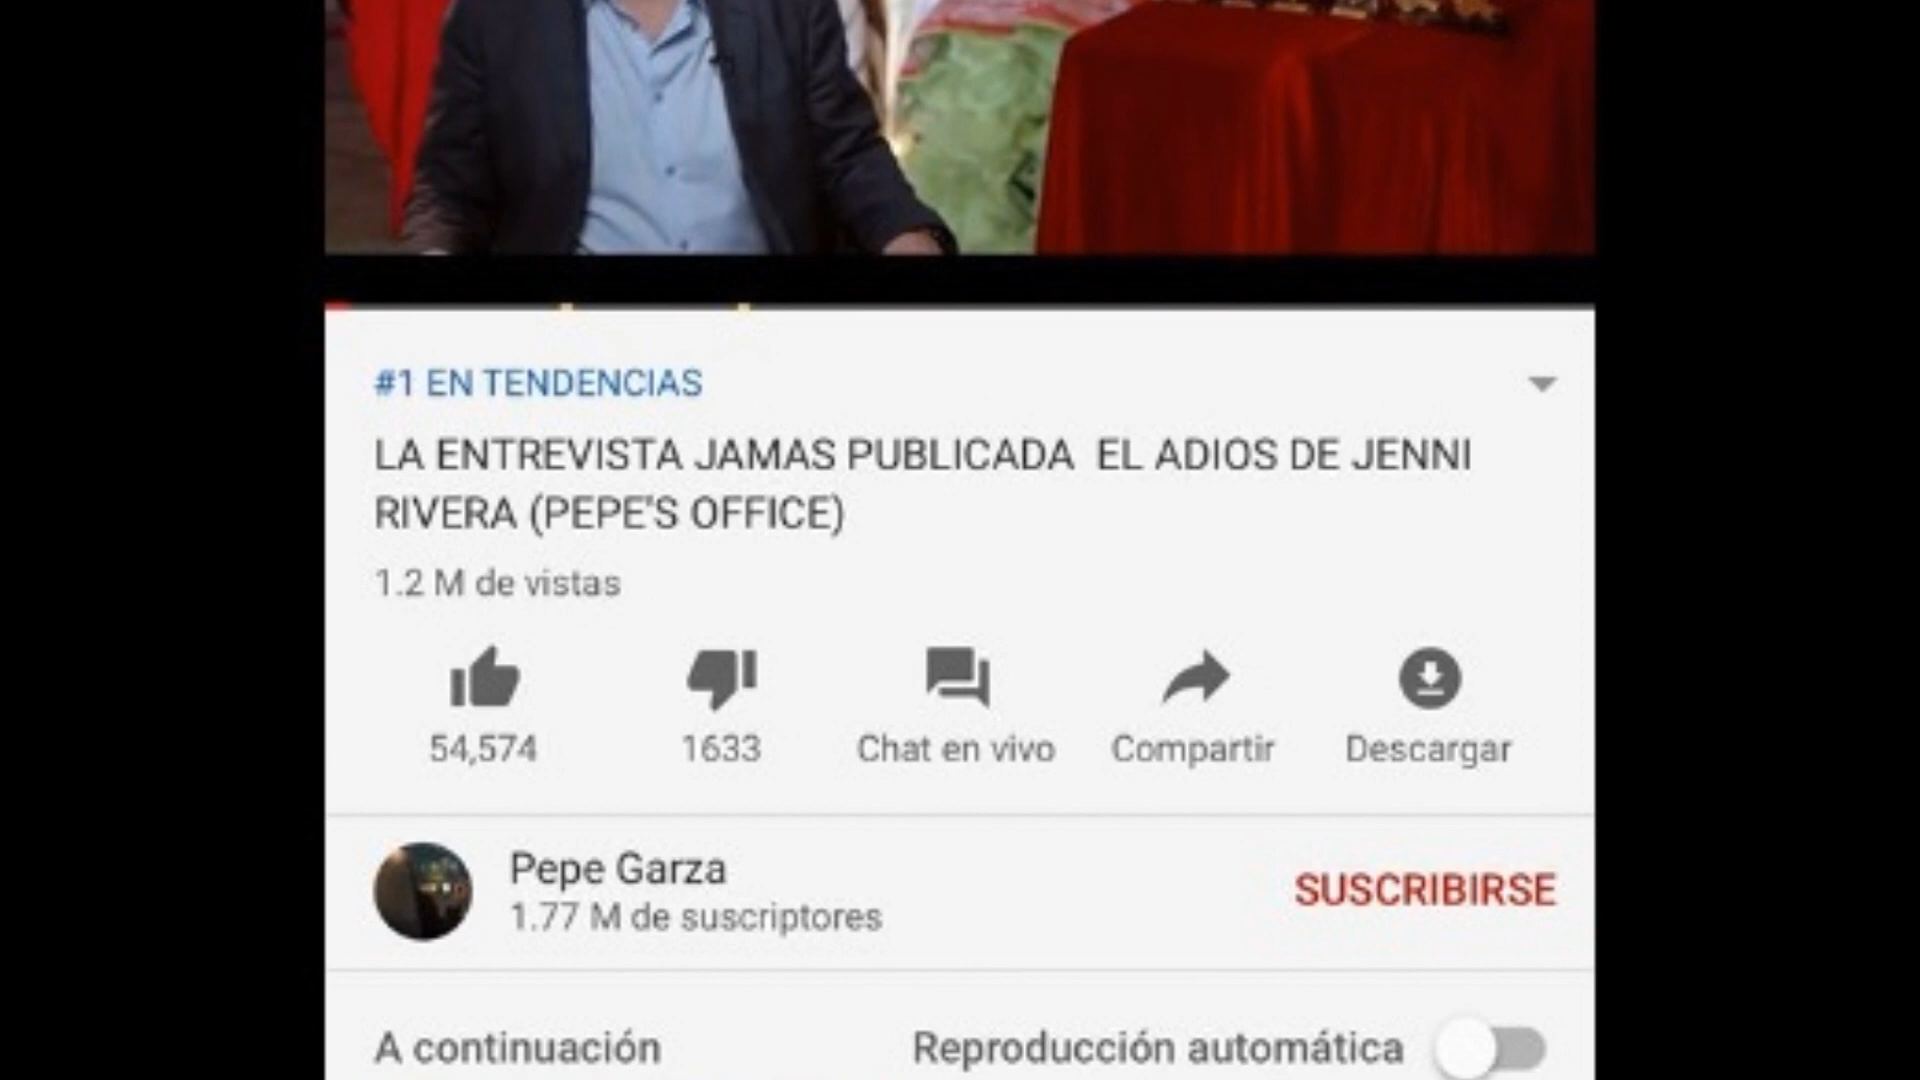 #1 EN TENDENCIAS
LA ENTREVISTA JAMAS PUBLICADA EL ADIOS DE JENNI
RIVERA (PEPE'S OFFICE)
1.2 M de vistas
54,574 1633 Chat en vivo Compartir Descargar
Pepe Garza
1.77 M de suscriptores
SUSCRIBIRSE
A continuación Reproducción automática